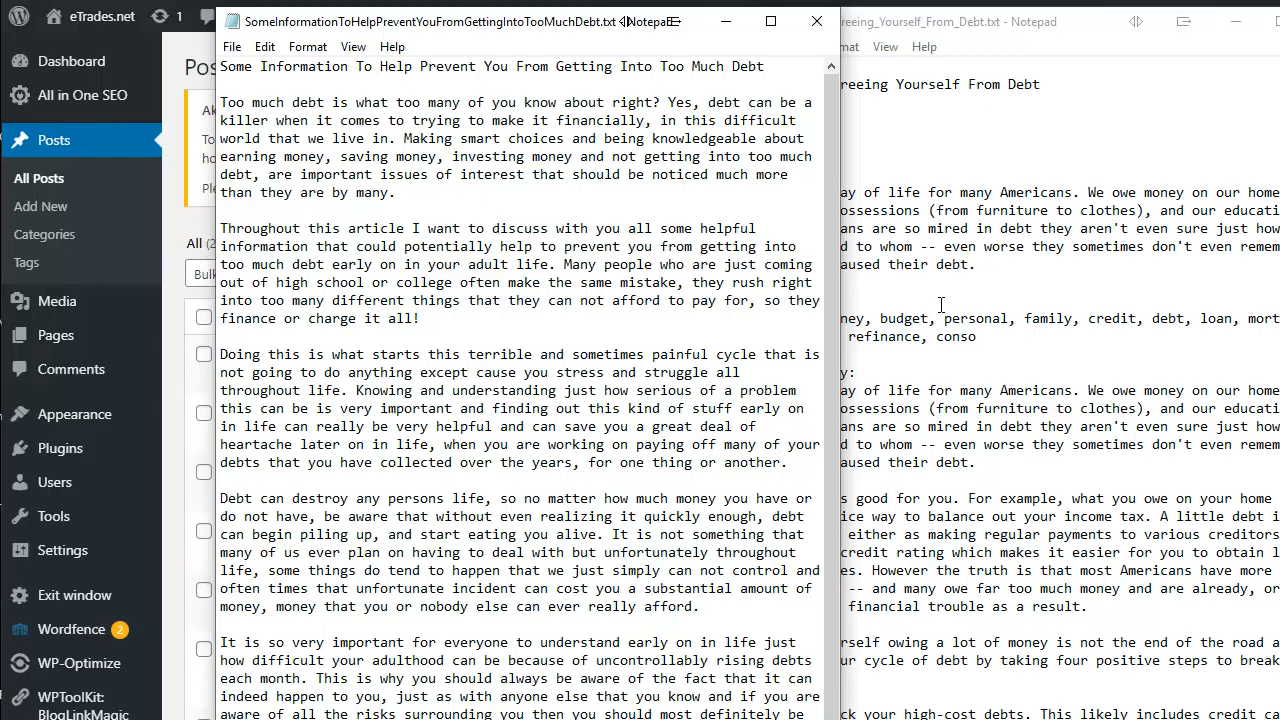 eTrades.net
1
Dashboard
All in One SEO
Posts
All Posts
Add New
Categories
Tags
Media
Pages
Comments
Appearance
Plugins
Users
Tools
Settings
Exit window
Wordfence 2
WP-Optimize
WPToolKit:
BlogLinkMagic
Pos
Ak
To
ho
Ple
All (2
Bulk
SomeInformationToHelpPreventYouFromGettingIntoTooMuchDebt.txt - Notepad
File Edit Format View Help
Some Information To Help Prevent You From Getting Into Too Much Debt
Too much debt is what too many of you know about right? Yes, debt can be a
killer when it comes to trying to make it financially, in this difficult
world that we live in. Making smart choices and being knowledgeable about
earning money, saving money, investing money and not getting into too much
debt, are important issues of interest that should be noticed much more
than they are by many.
Throughout this article I want to discuss with you all some helpful
information that could potentially help to prevent you from getting into
too much debt early on in your adult life. Many people who are just coming
out of high school or college often make the same mistake, they rush right
into too many different things that they can not afford to pay for, so they
finance or charge it all!
Doing this is what starts this terrible and sometimes painful cycle that is
not going to do anything except cause you stress and struggle all
throughout life. Knowing and understanding just how serious of a problem
this can be is very important and finding out this kind of stuff early on
in life can really be very helpful and can save you a great deal of
heartache later on in life, when you are working on paying off many of your
debts that you have collected over the years, for one thing or another.
Debt can destroy any persons life, so no matter how much money you have or
do not have, be aware that without even realizing it quickly enough, debt
can begin piling up, and start eating you alive. It is not something that
many of us ever plan on having to deal with but unfortunately throughout
life, some things do tend to happen that we just simply can not control and
often times that unfortunate incident can cost you a substantial amount of
money, money that you or nobody else can ever really afford.
It is so very important for everyone to understand early on in life just
how difficult your adulthood can be because of uncontrollably rising debts
each month. This is why you should always be aware of the fact that it can
indeed happen to you, just as with anyone else that you know and if you are
aware of all the risks surrounding you then you should most definitely be
reeing_Yourself_From_Debt.txt - Notepad
mat View Help
reeing Yourself From Debt
ay of life for many Americans. We owe money on our home
ossessions (from furniture to clothes), and our educati
ans are so mired in debt they aren't even sure just how
d to whom -- even worse they sometimes don't even remem
aused their debt.
ney, budget, personal, family, credit, debt, loan, mort
refinance, conso
y:
ay of life for many Americans. We owe money on our home
ossessions (from furniture to clothes), and our educati
ans are so mired in debt they aren't even sure just how
d to whom -- even worse they sometimes don't even remem
aused their debt.
s good for you. For example, what you owe on your home
ice way to balance out your income tax. A little debt i
either as making regular payments to various creditors
credit rating which makes it easier for you to obtain l
es. However the truth is that most Americans have more
-- and many owe far too much money and are already, or
financial trouble as a result.
rself owing a lot of money is not the end of the road a
ur cycle of debt by taking four positive steps to break
ck your high-cost debts. This likely includes credit ca